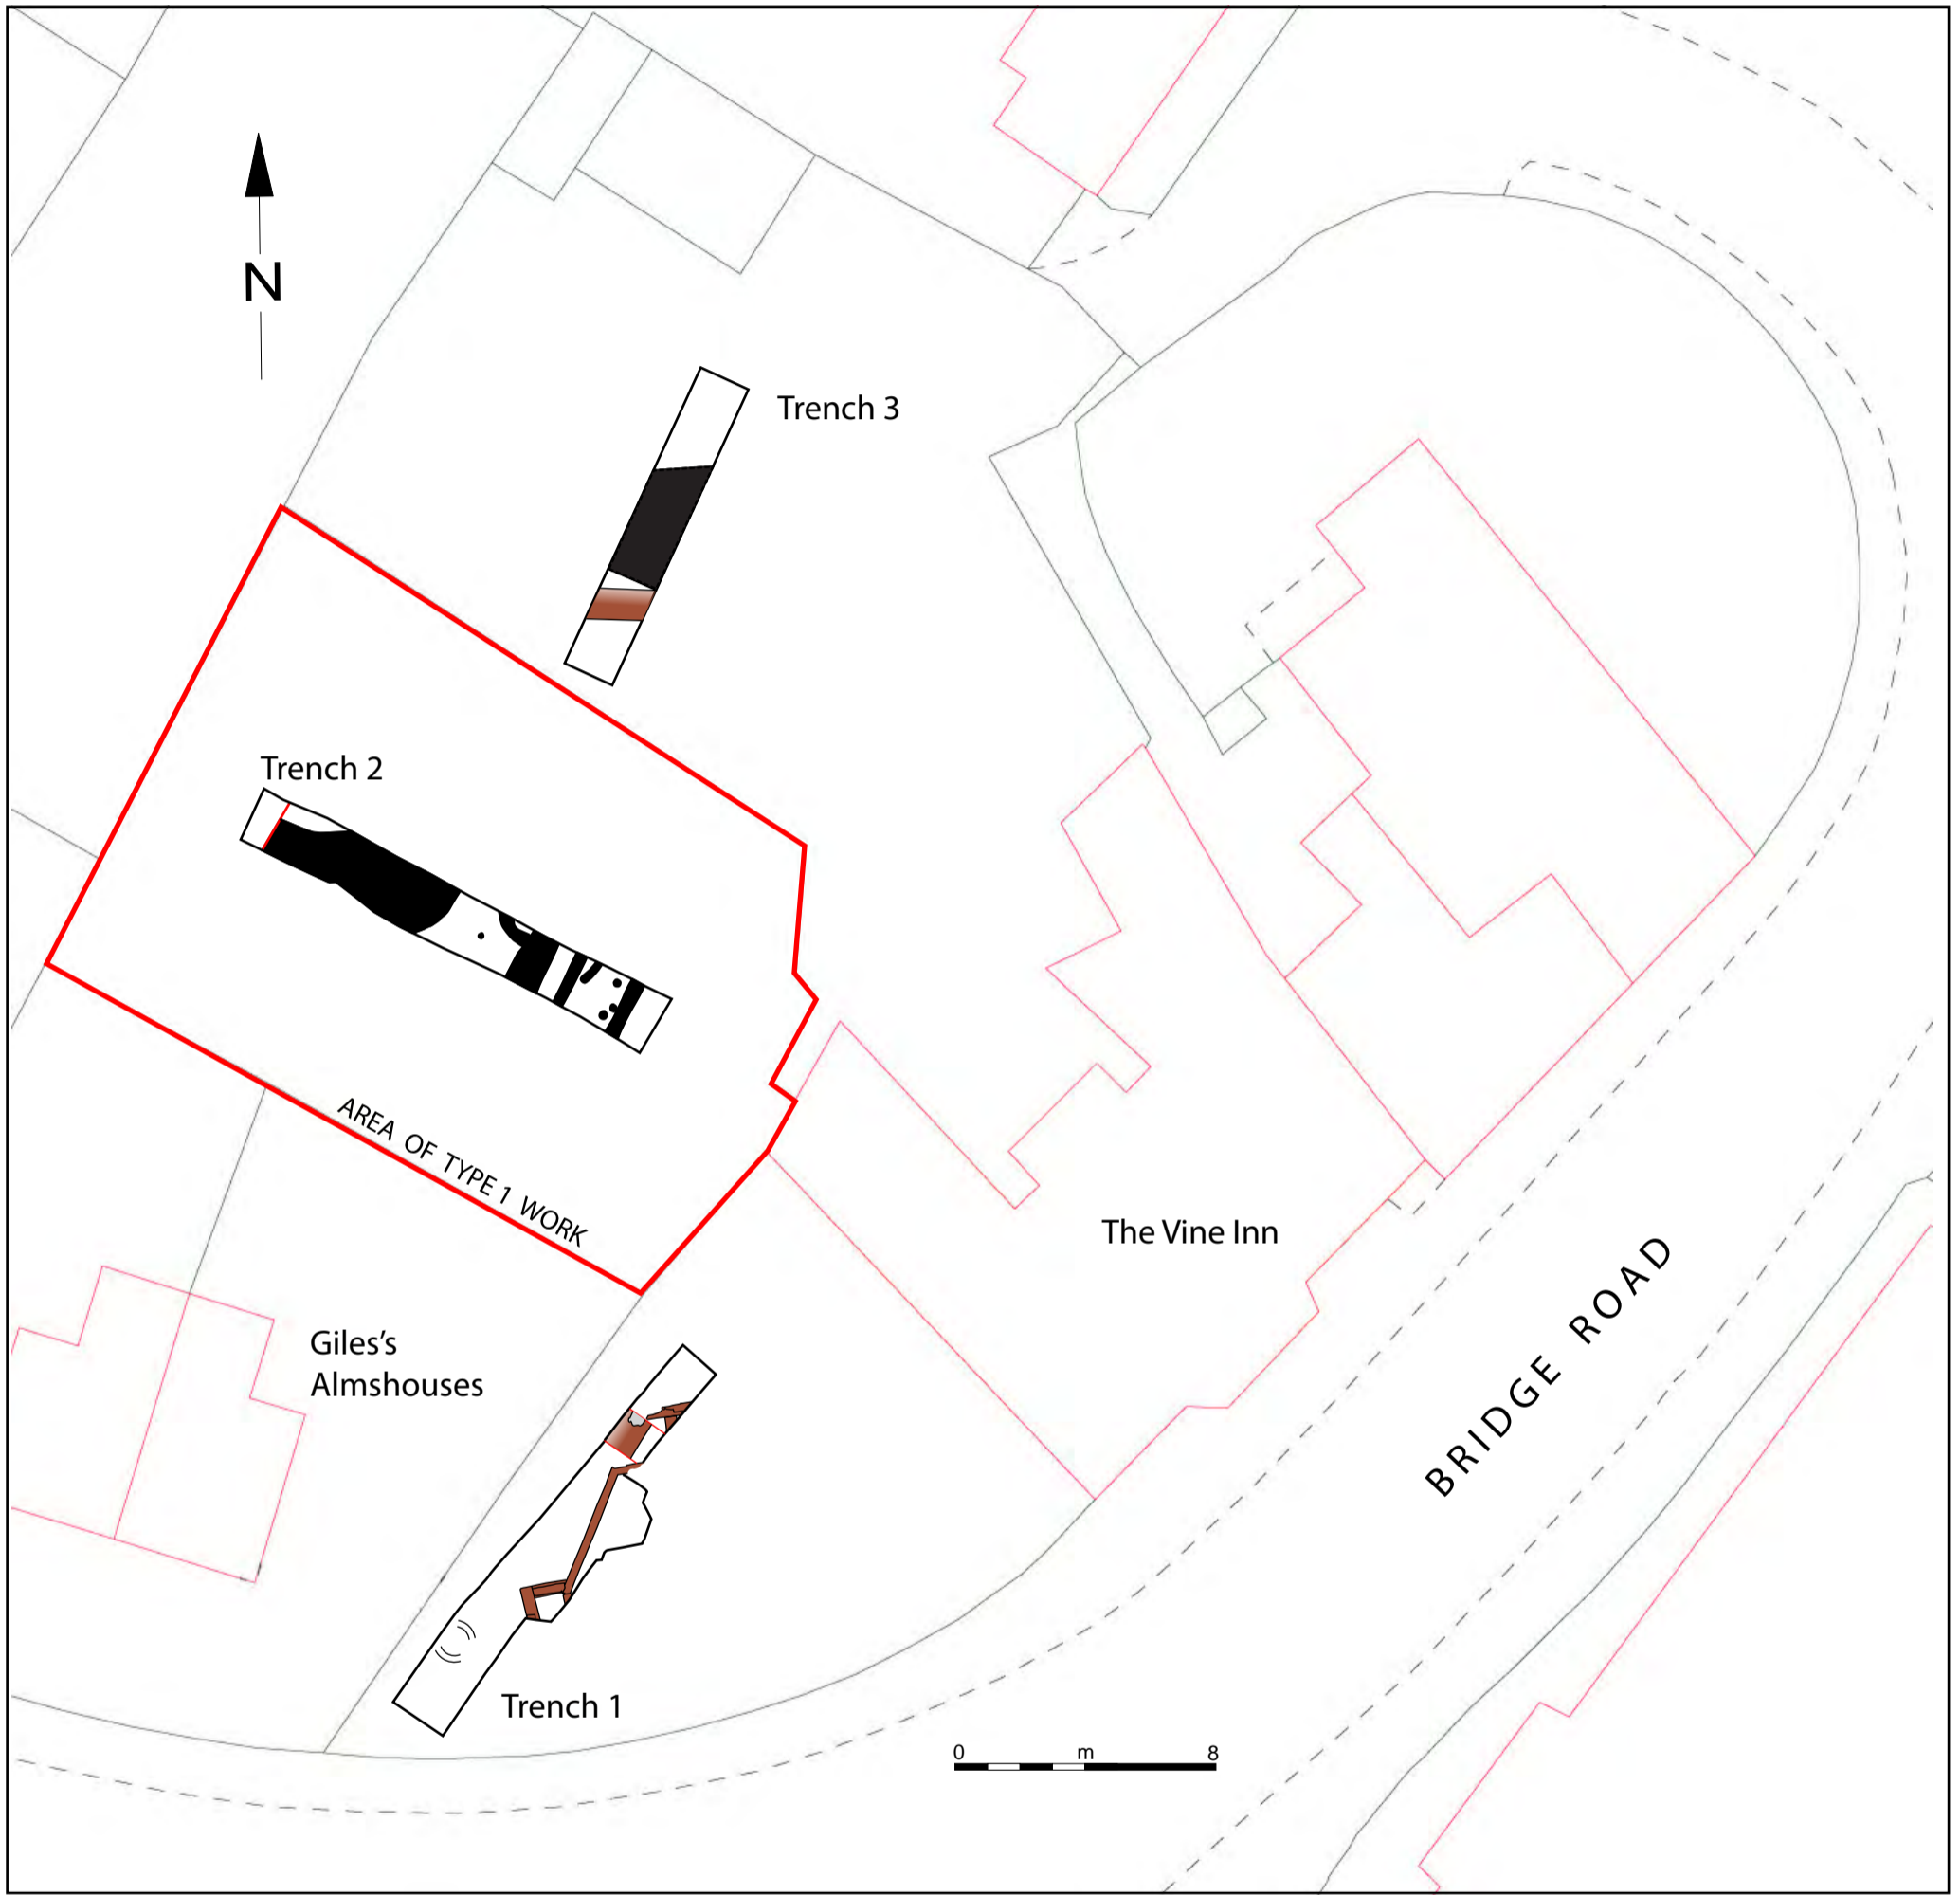 N
Trench 3
Trench 2
AREA OF TYPE 1 WORK
The Vine Inn
BRIDGE ROAD
Giles’s
Almshouses
Trench 1
0 m 8